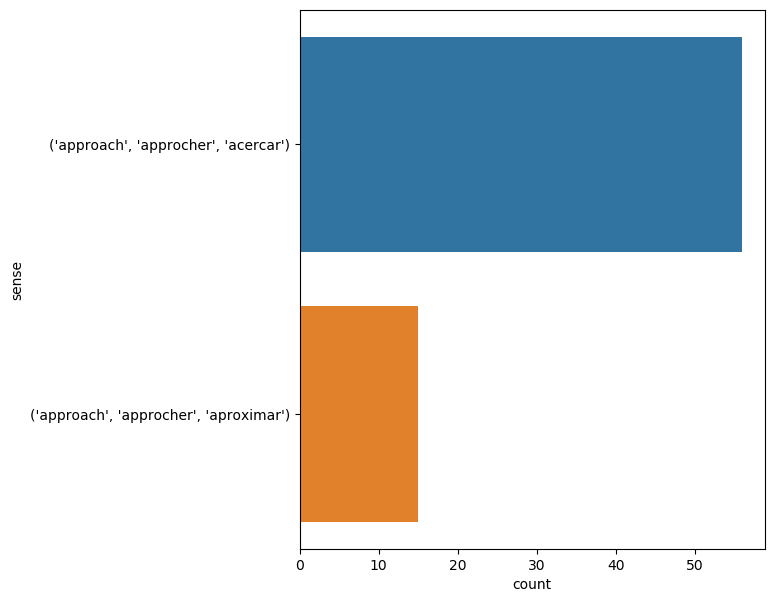 ('approach', 'approcher', 'acercar')
('approach', 'approcher', 'aproximar')
sense
0 10 20 30 40 50
count